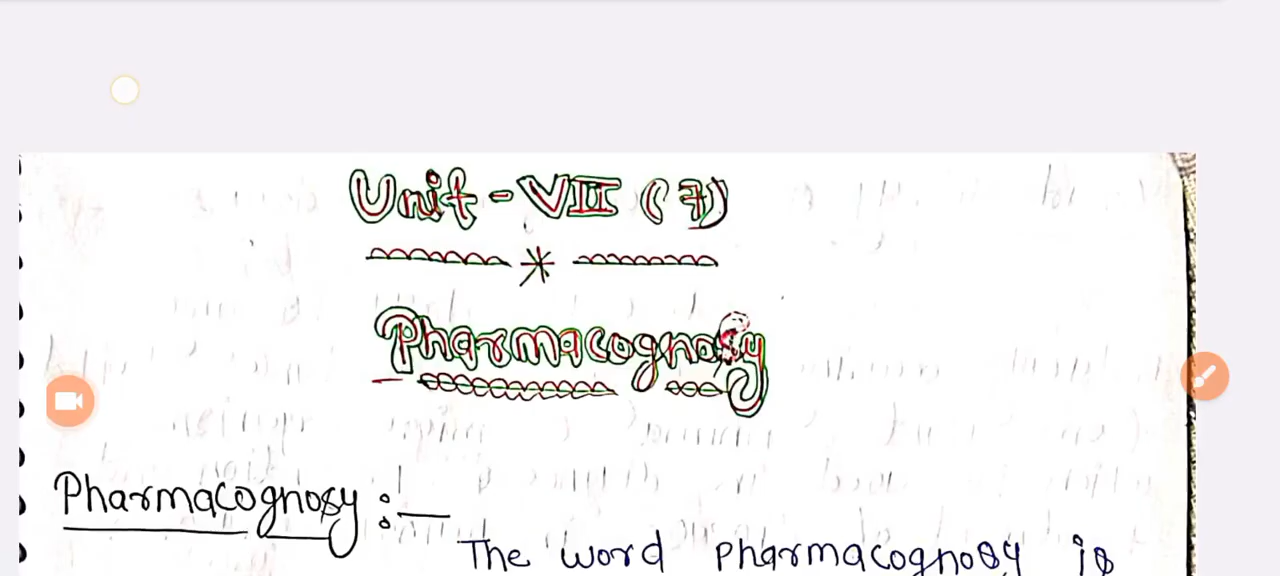 Unit - VII (7)
Pharmacognosy
Pharmacognosy :-
The word Pharmacognosy is